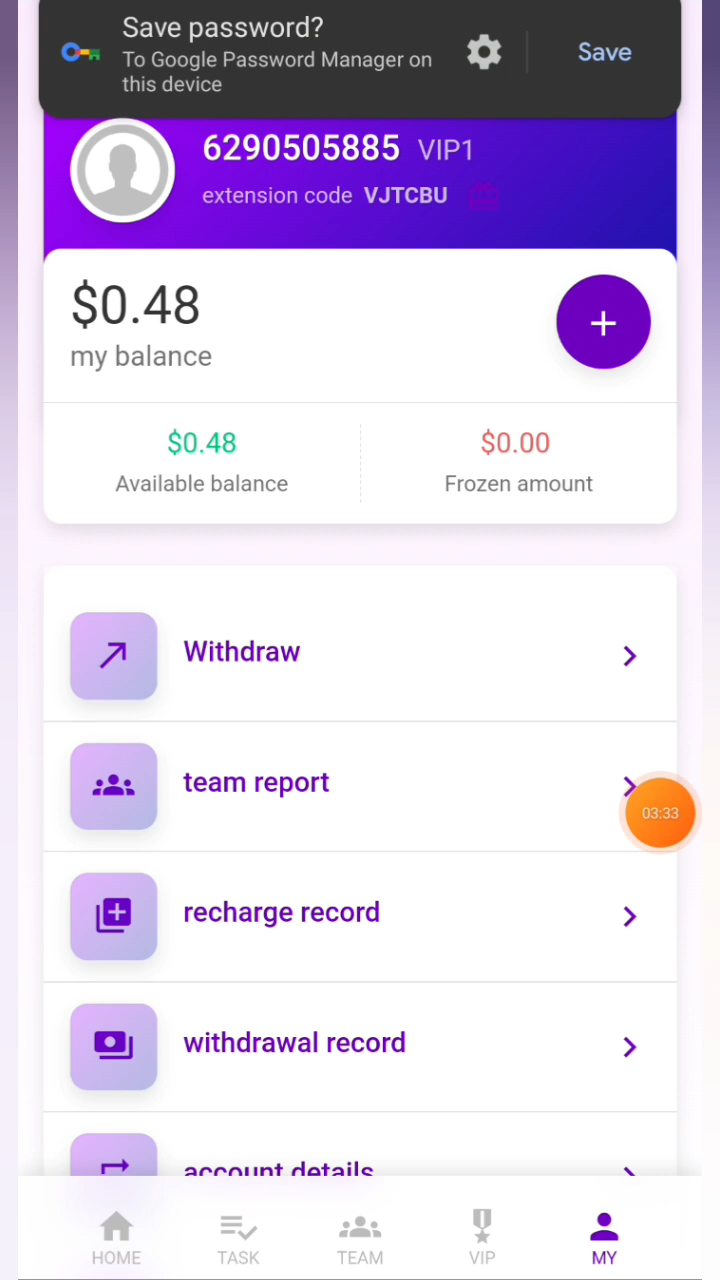 Save password?
To Google Password Manager on
this device
Save
6290505885 VIP1
extension code VJTCBU
$0.48
my balance
+
$0.48
Available balance
$0.00
Frozen amount
Withdraw
team report
03:33
recharge record
withdrawal record
account details
HOME
TASK
TEAM
VIP
MY